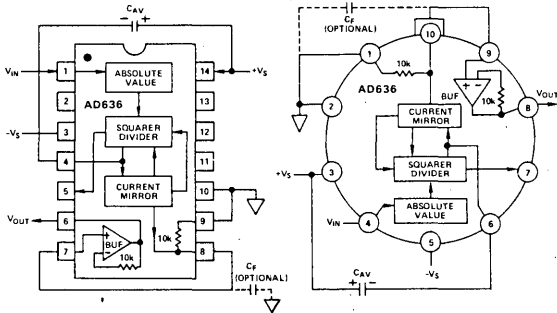 CAV
− +
VIN
1
ABSOLUTE
VALUE
14
+VS
2
AD636
13
-VS
3
SQUARER
DIVIDER
12
4
11
5
CURRENT
MIRROR
10
VOUT
6
9
+
BUF
−
10k
10k
7
8
CF
(OPTIONAL)
CF
(OPTIONAL)
10
1
9
10k
+ −
BUF
10k
AD636
8
VOUT
2
CURRENT
MIRROR
+VS
3
SQUARER
DIVIDER
7
VIN
4
ABSOLUTE
VALUE
6
5
-VS
CAV
+ −